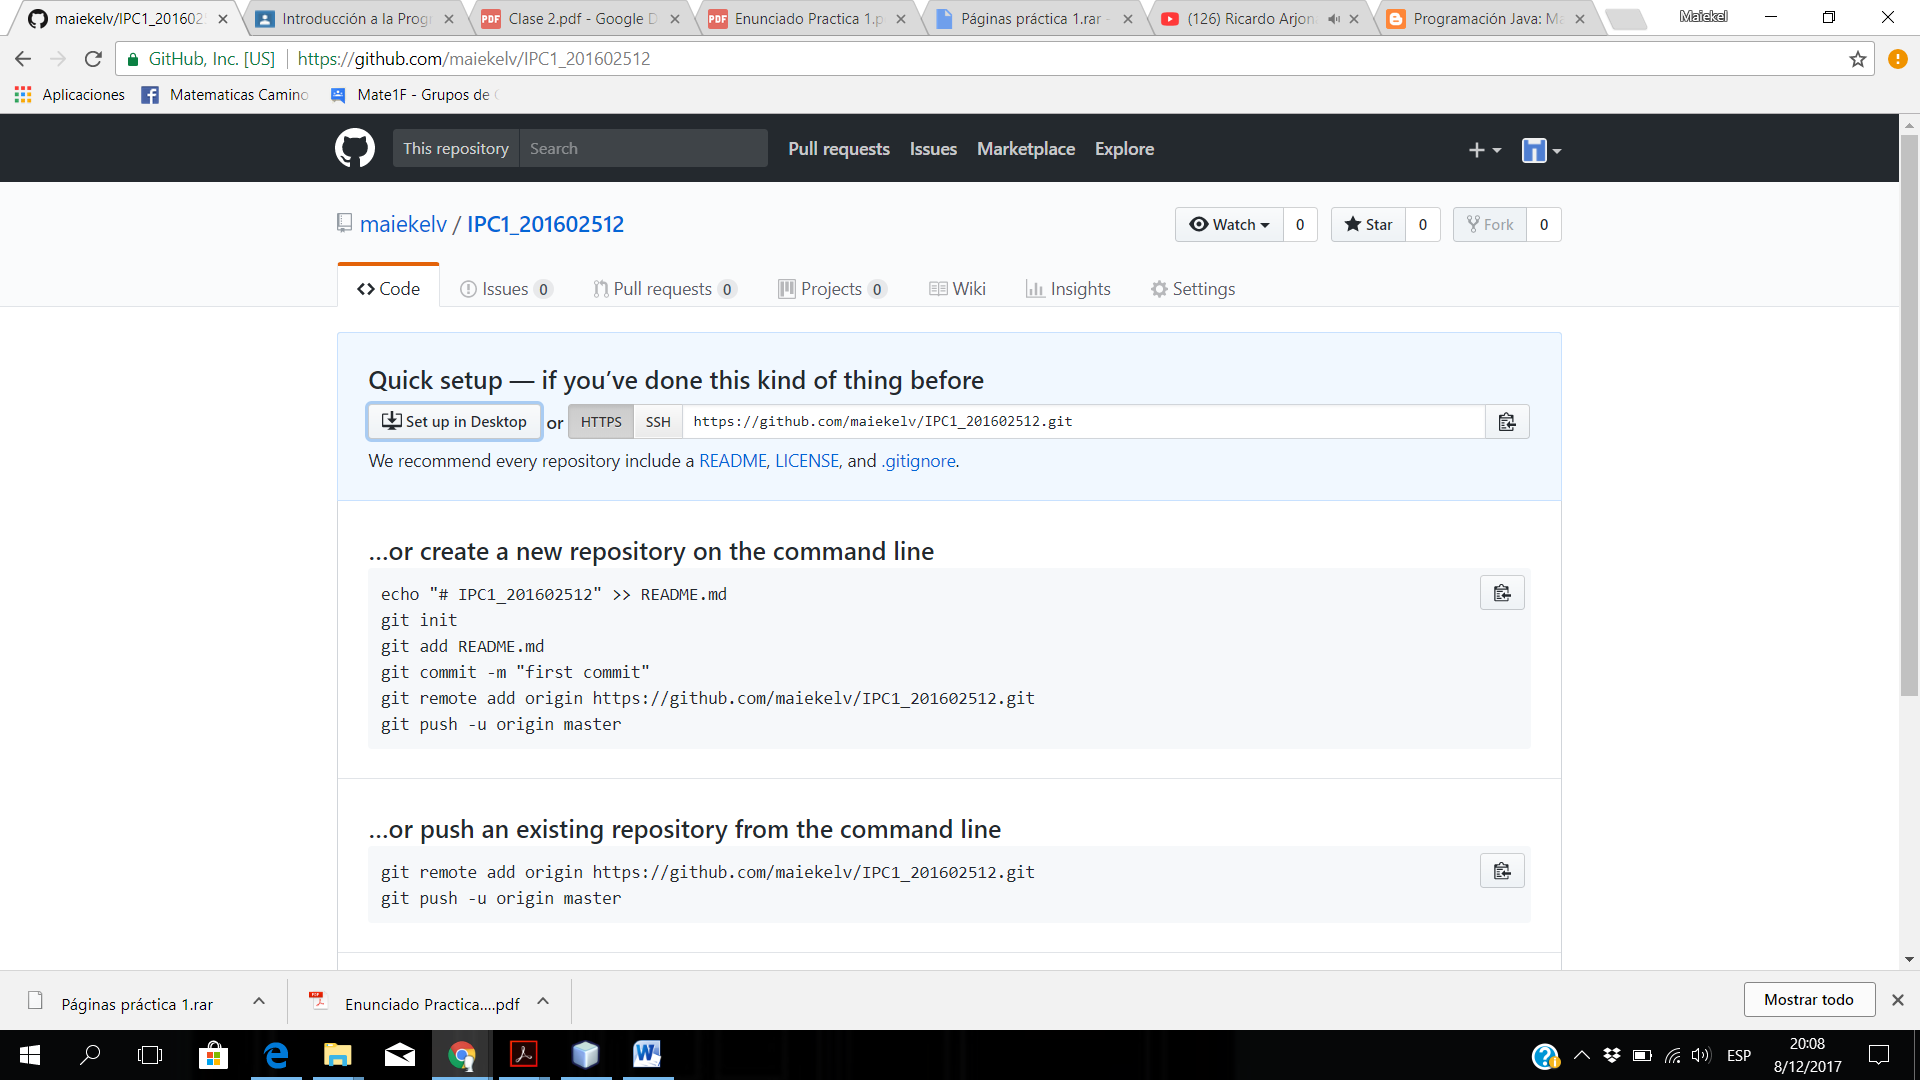 maiekelv/IPC1_2016025
Introducción a la Progr
Clase 2.pdf - Google D
Enunciado Practica 1.p
Páginas práctica 1.rar -
(126) Ricardo Arjon
Programación Java: Ma
Maiekel
GitHub, Inc. [US] https://github.com/maiekelv/IPC1_201602512
Aplicaciones Matematicas Camino Mate1F - Grupos de
This repository Search Pull requests Issues Marketplace Explore
maiekelv / IPC1_201602512
Watch 0 Star 0 Fork 0
Code Issues 0 Pull requests 0 Projects 0 Wiki Insights Settings
Quick setup — if you’ve done this kind of thing before
Set up in Desktop or HTTPS SSH https://github.com/maiekelv/IPC1_201602512.git
We recommend every repository include a README, LICENSE, and .gitignore.
…or create a new repository on the command line
echo "# IPC1_201602512" >> README.md
git init
git add README.md
git commit -m "first commit"
git remote add origin https://github.com/maiekelv/IPC1_201602512.git
git push -u origin master
…or push an existing repository from the command line
git remote add origin https://github.com/maiekelv/IPC1_201602512.git
git push -u origin master
Páginas práctica 1.rar Enunciado Practica....pdf Mostrar todo
ESP
20:08
8/12/2017